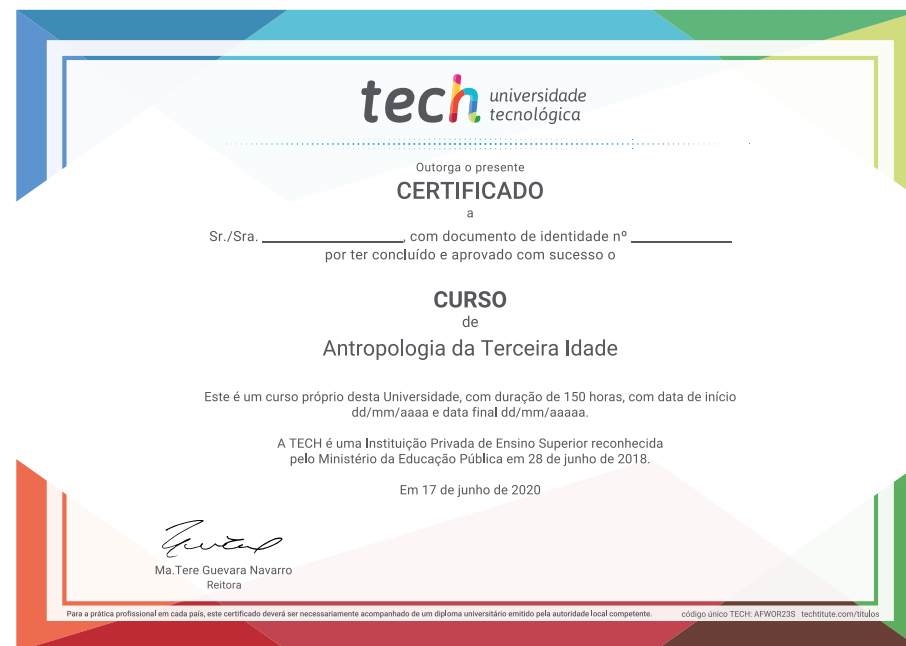 tech universidade
tecnológica
Outorga o presente
CERTIFICADO
a
Sr./Sra. ____________, com documento de identidade nº ____________
por ter concluído e aprovado com sucesso o
CURSO
de
Antropologia da Terceira Idade
Este é um curso próprio desta Universidade, com duração de 150 horas, com data de início
dd/mm/aaaa e data final dd/mm/aaaaa.
A TECH é uma Instituição Privada de Ensino Superior reconhecida
pelo Ministério da Educação Pública em 28 de junho de 2018.
Em 17 de junho de 2020
Ma.Tere Guevara Navarro
Reitora
Para a prática profissional em cada país, este certificado deverá ser necessariamente acompanhado de um diploma universitário emitido pela autoridade local competente. código único TECH: AFWOR23S techtitute.com/titulos